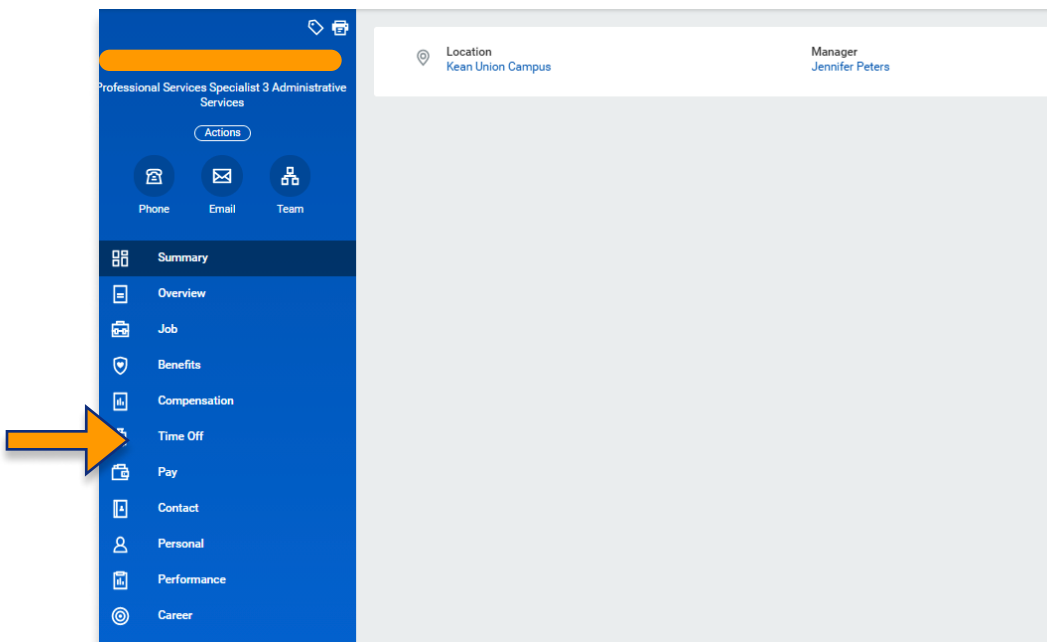 Professional Services Specialist 3 Administrative
Services
Actions
Phone
Email
Team
Summary
Overview
Job
Benefits
Compensation
Time Off
Pay
Contact
Personal
Performance
Career
Location
Kean Union Campus
Manager
Jennifer Peters